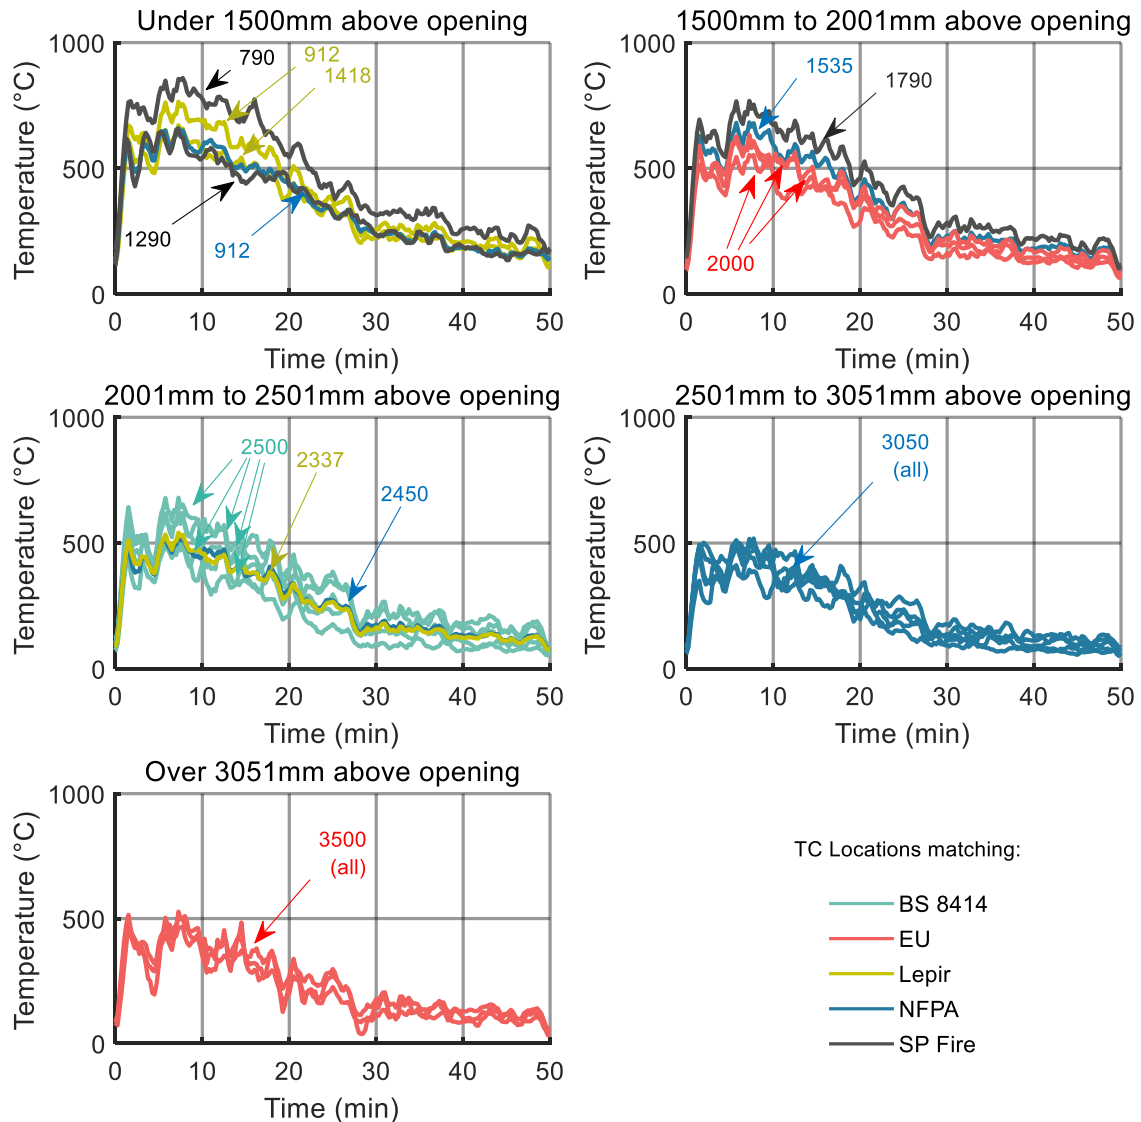 Under 1500mm above opening
1000
500
0
Temperature (°C)
790
912
1418
1290
912
0 10 20 30 40 50
Time (min)
1500mm to 2001mm above opening
1000
500
0
Temperature (°C)
1535
1790
2000
0 10 20 30 40 50
Time (min)
2001mm to 2501mm above opening
1000
500
0
Temperature (°C)
2500
2337
2450
0 10 20 30 40 50
Time (min)
2501mm to 3051mm above opening
1000
500
0
Temperature (°C)
3050
(all)
0 10 20 30 40 50
Time (min)
Over 3051mm above opening
1000
500
0
Temperature (°C)
3500
(all)
0 10 20 30 40 50
Time (min)
TC Locations matching:
BS 8414
EU
Lepir
NFPA
SP Fire